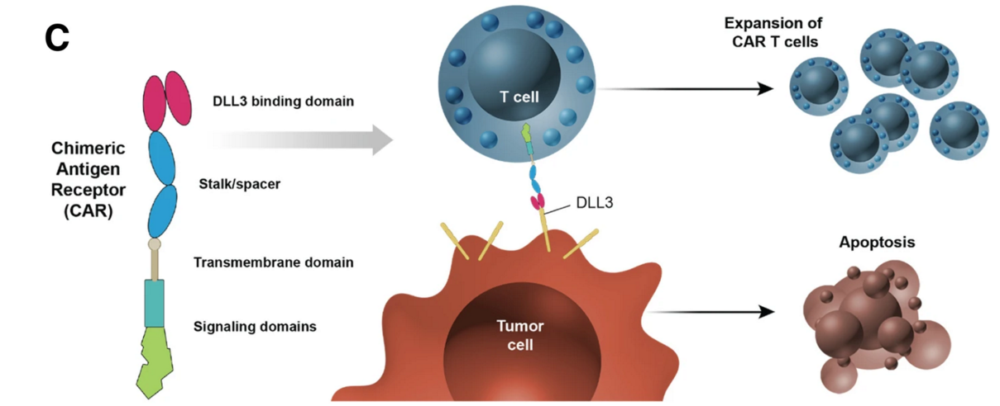 C
Chimeric
Antigen
Receptor
(CAR)
DLL3 binding domain
Stalk/spacer
Transmembrane domain
Signaling domains
T cell
DLL3
Tumor
cell
Expansion of
CAR T cells
Apoptosis